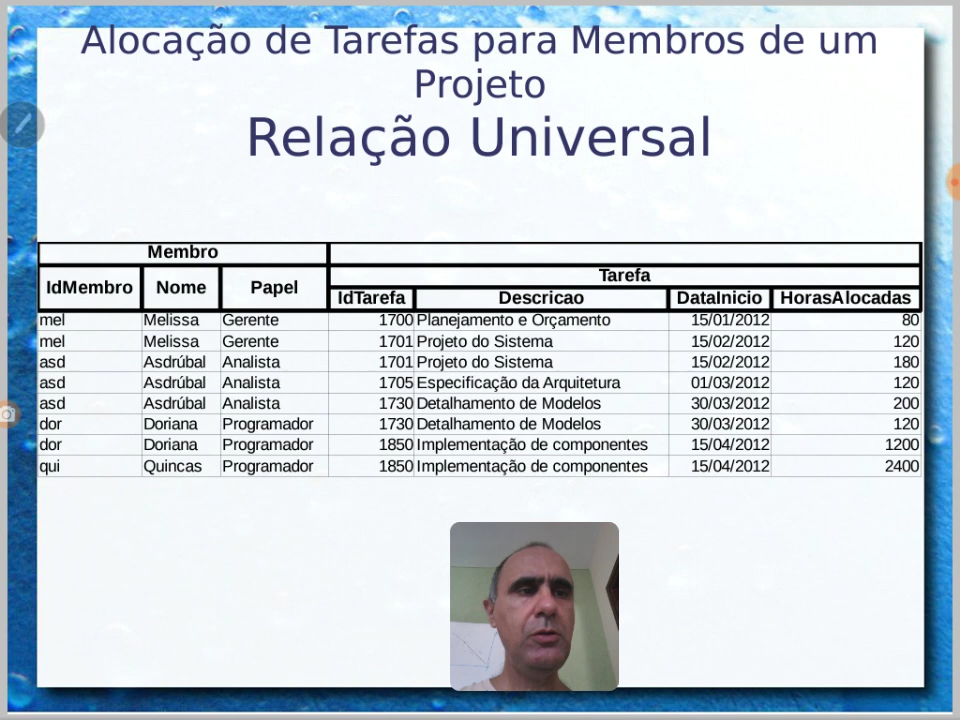 Alocação de Tarefas para Membros de um
Projeto
Relação Universal
Membro
Tarefa
IdMembro Nome Papel IdTarefa Descricao DataInicio HorasAlocadas
mel Melissa Gerente 1700 Planejamento e Orçamento 15/01/2012 80
mel Melissa Gerente 1701 Projeto do Sistema 15/02/2012 120
asd Asdrúbal Analista 1701 Projeto do Sistema 15/02/2012 180
asd Asdrúbal Analista 1705 Especificação da Arquitetura 01/03/2012 120
asd Asdrúbal Analista 1730 Detalhamento de Modelos 30/03/2012 200
dor Doriana Programador 1730 Detalhamento de Modelos 30/03/2012 120
dor Doriana Programador 1850 Implementação de componentes 15/04/2012 1200
qui Quincas Programador 1850 Implementação de componentes 15/04/2012 2400